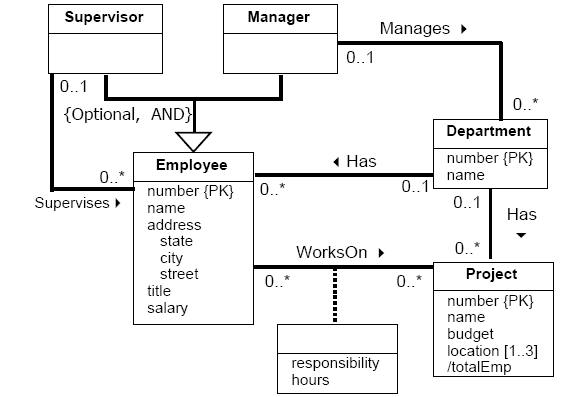 Supervisor
Manager
Manages ▶
0..1
0..1
{Optional, AND}
0..*
Department
number {PK}
name
Employee
number {PK}
name
address
state
city
street
title
salary
◀ Has
0..*
0..1
0..*
Supervises ▶
0..1
Has
▼
0..*
WorksOn ▶
0..*
0..*
Project
number {PK}
name
budget
location [1..3]
/totalEmp
responsibility
hours